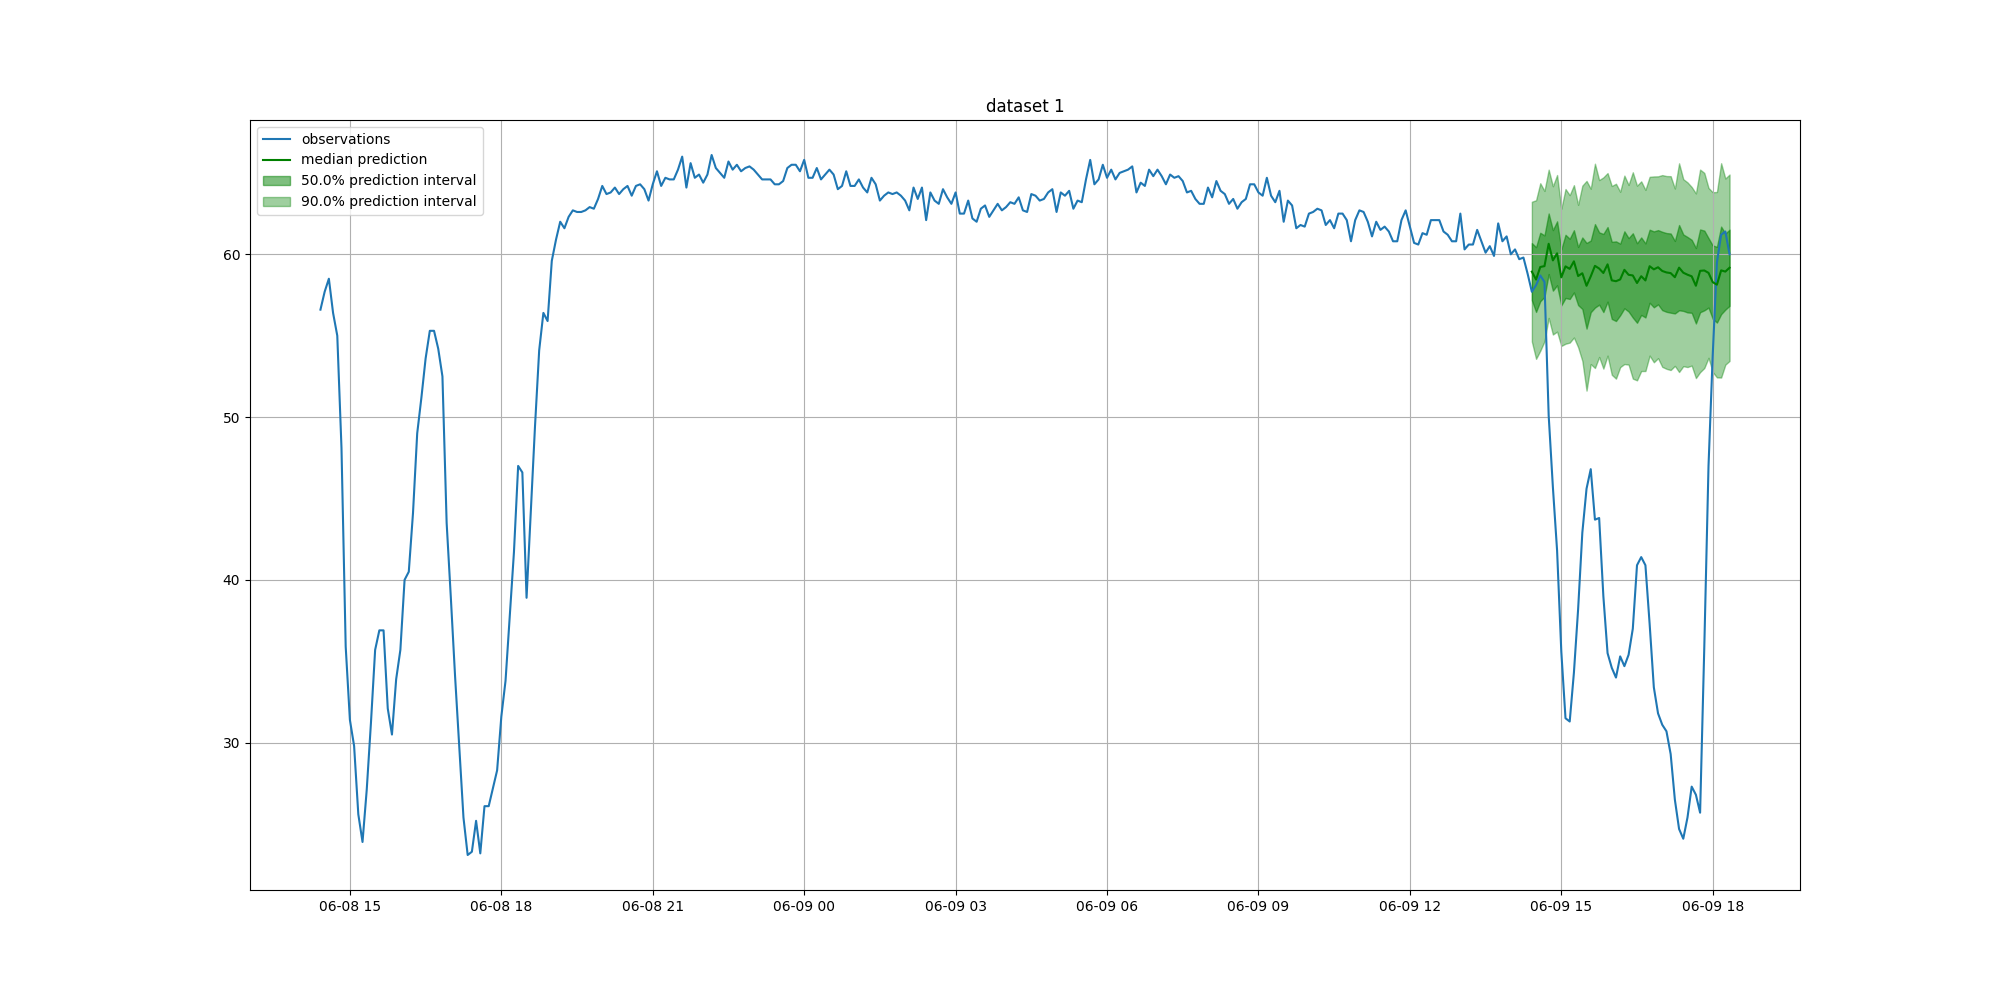 dataset 1
observations
median prediction
50.0% prediction interval
90.0% prediction interval
60
50
40
30
06-08 15 06-08 18 06-08 21 06-09 00 06-09 03 06-09 06 06-09 09 06-09 12 06-09 15 06-09 18